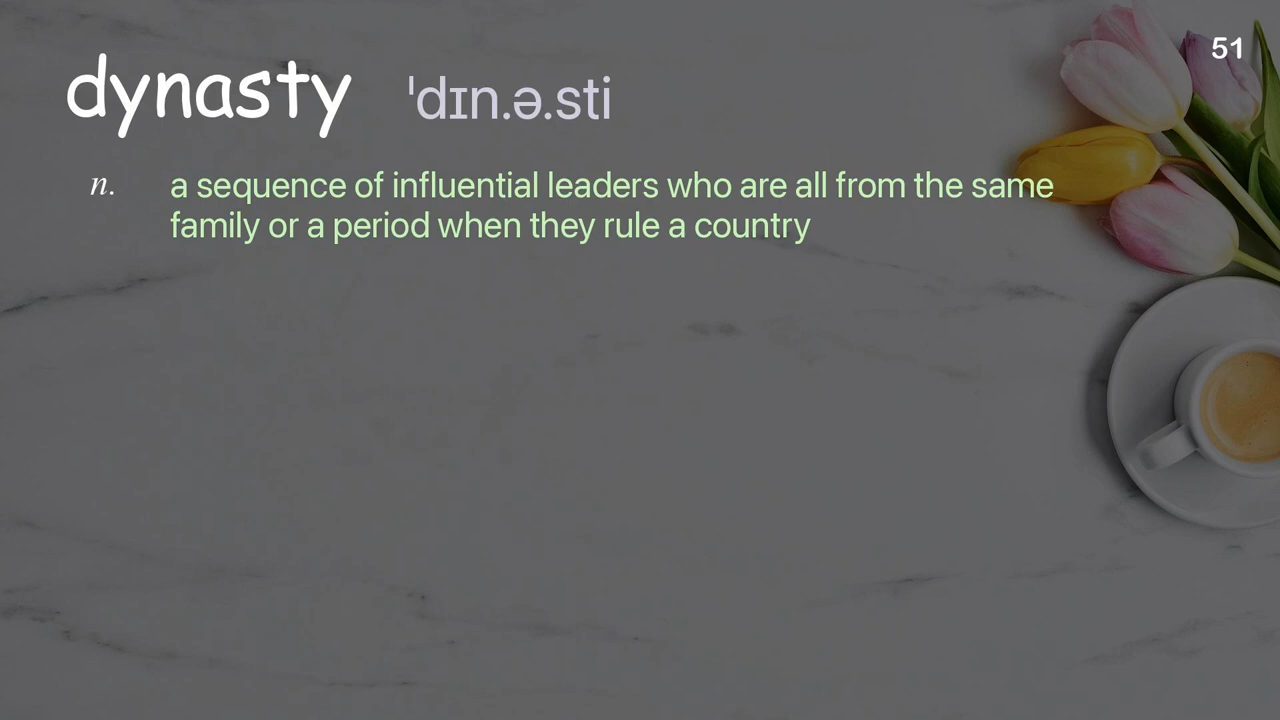 51
dynasty ˈdɪn.ə.sti
n. a sequence of influential leaders who are all from the same
family or a period when they rule a country